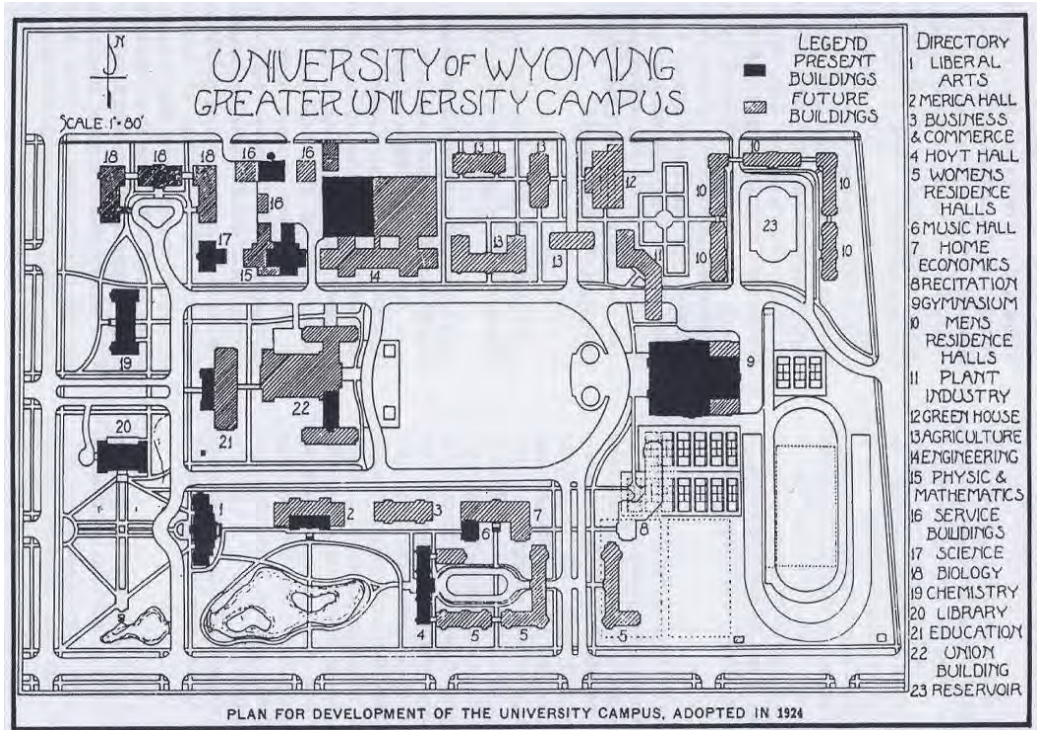 N
SCALE. 1"= 80'
UNIVERSITY OF WYOMING
GREATER UNIVERSITY CAMPUS
LEGEND
PRESENT
BUILDINGS
FUTURE
BUILDINGS
DIRECTORY
1 LIBERAL
ARTS
2 MERICA HALL
3 BUSINESS
& COMMERCE
4 HOYT HALL
5 WOMENS
RESIDENCE
HALLS
6 MUSIC HALL
7 HOME
ECONOMICS
8 RECITATION
9 GYMNASIUM
10 MENS
RESIDENCE
HALLS
11 PLANT
INDUSTRY
12 GREEN HOUSE
13 AGRICULTURE
14 ENGINEERING
15 PHYSIC &
MATHEMATICS
16 SERVICE
BUILDINGS
17 SCIENCE
18 BIOLOGY
19 CHEMISTRY
20 LIBRARY
21 EDUCATION
22 UNION
BUILDING
23 RESERVOIR
18 18 18 16 16 13 13 12 10 10 10
16
17 15 14 13 13 11 10 23 10
19
22 9
21
20
1 2 3 6 7 8
4 5 5 5
PLAN FOR DEVELOPMENT OF THE UNIVERSITY CAMPUS, ADOPTED IN 1924